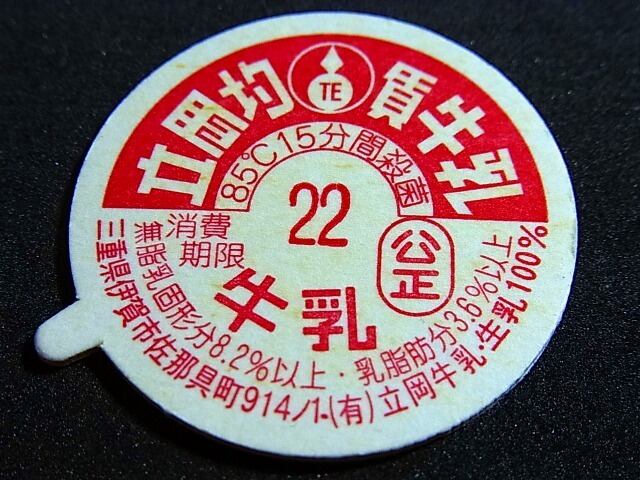 立岡均質牛乳
TE
85℃15分間殺菌
22
消費
期限
公正
牛乳
無脂乳固形分8.2%以上・乳脂肪分3.6%以上
三重県伊賀市佐那具町914ノ1・(有)立岡牛乳 生乳100%